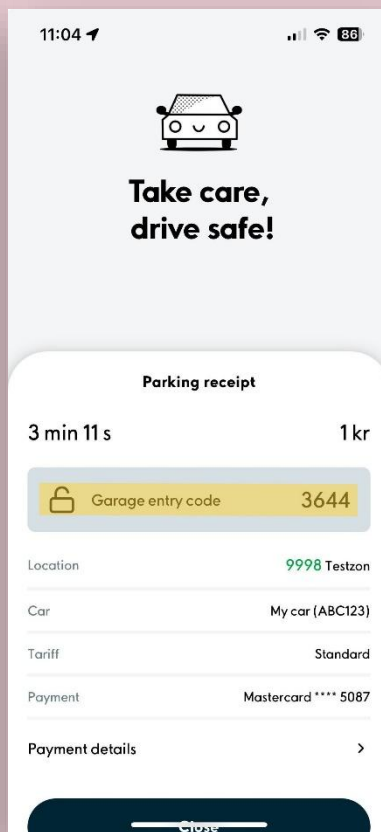 11:04
86
Take care,
drive safe!
Parking receipt
3 min 11 s 1 kr
Garage entry code 3644
Location 9998 Testzon
Car My car (ABC123)
Tariff Standard
Payment Mastercard **** 5087
Payment details
Close